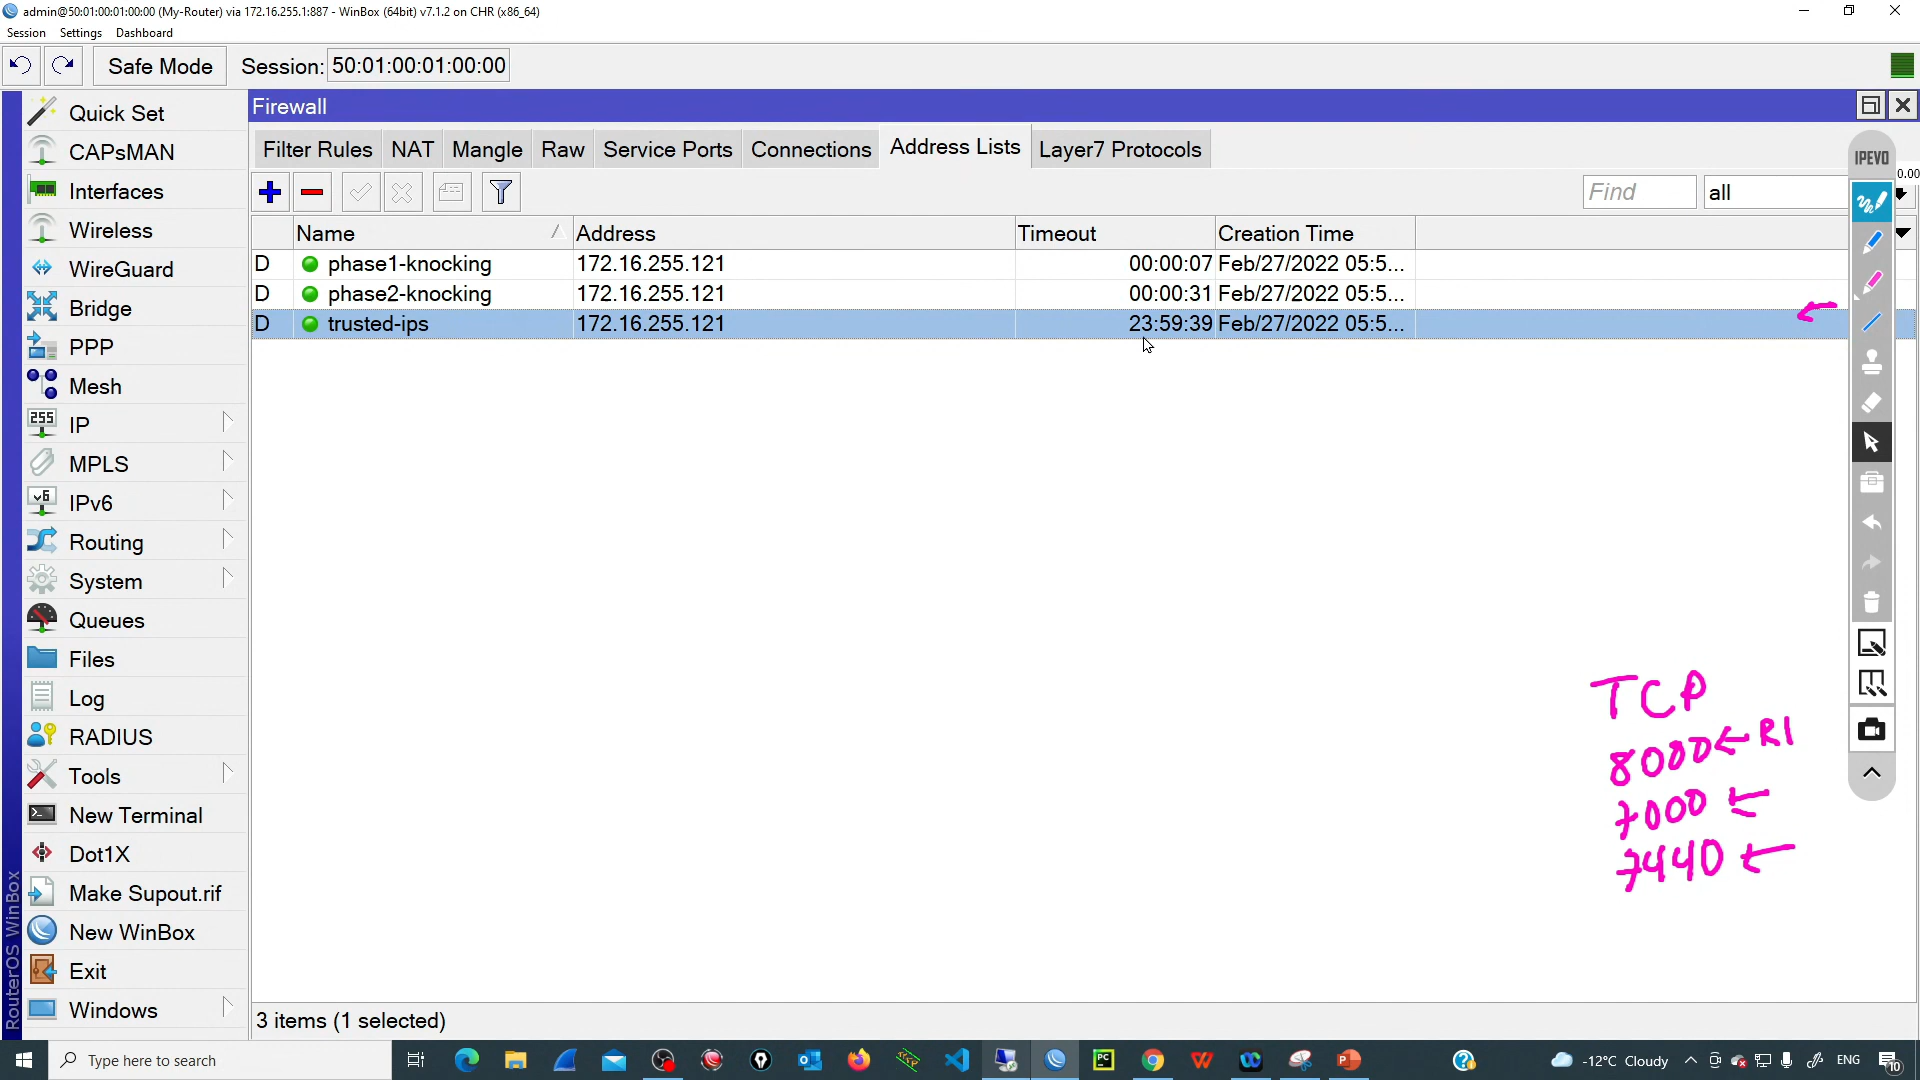 admin@50:01:00:01:00:00 (My-Router) via 172.16.255.1:887 - WinBox (64bit) v7.1.2 on CHR (x86_64)
Session Settings Dashboard
Safe Mode Session: 50:01:00:01:00:00
Firewall
Filter Rules NAT Mangle Raw Service Ports Connections Address Lists Layer7 Protocols
Find all
Name Address Timeout Creation Time
D phase1-knocking 172.16.255.121 00:00:07 Feb/27/2022 05:5...
D phase2-knocking 172.16.255.121 00:00:31 Feb/27/2022 05:5...
D trusted-ips 172.16.255.121 23:59:39 Feb/27/2022 05:5...
3 items (1 selected)
Quick Set
CAPsMAN
Interfaces
Wireless
WireGuard
Bridge
PPP
Mesh
255 IP
MPLS
v6 IPv6
Routing
System
Queues
Files
Log
RADIUS
Tools
New Terminal
Dot1X
Make Supout.rif
New WinBox
Exit
Windows
RouterOS WinBox
IPEVO
0.00
TCP
8080 ← R1
7000 ←
7440 ←
Type here to search
-12°C Cloudy
ENG
10